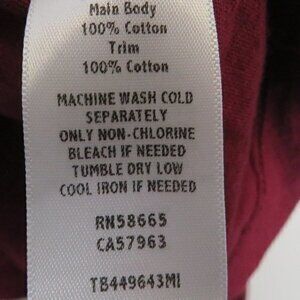 Main Body
100% Cotton
Trim
100% Cotton
MACHINE WASH COLD
SEPARATELY
ONLY NON-CHLORINE
BLEACH IF NEEDED
TUMBLE DRY LOW
COOL IRON IF NEEDED
RN58665
CA57963
TB449643MI